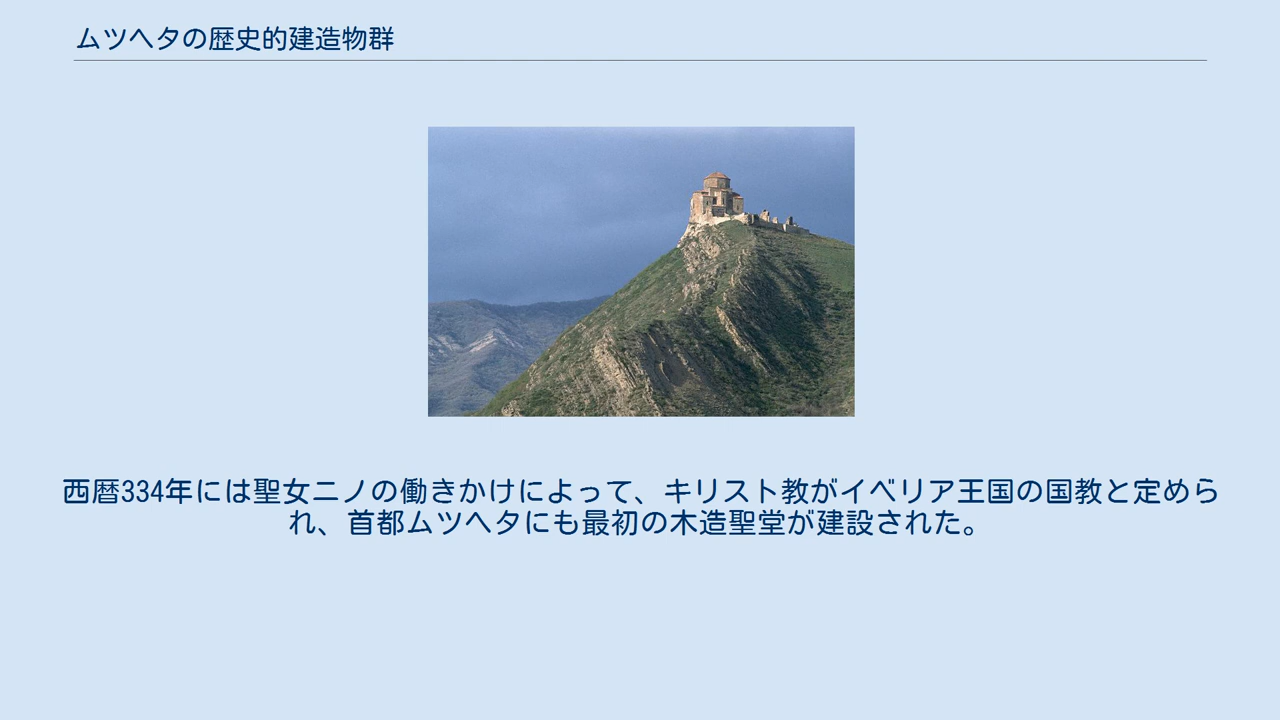 ムツヘタの歴史的建造物群
西暦334年には聖女ニノの働きかけによって、キリスト教がイベリア王国の国教と定めら
れ、首都ムツヘタにも最初の木造聖堂が建設された。